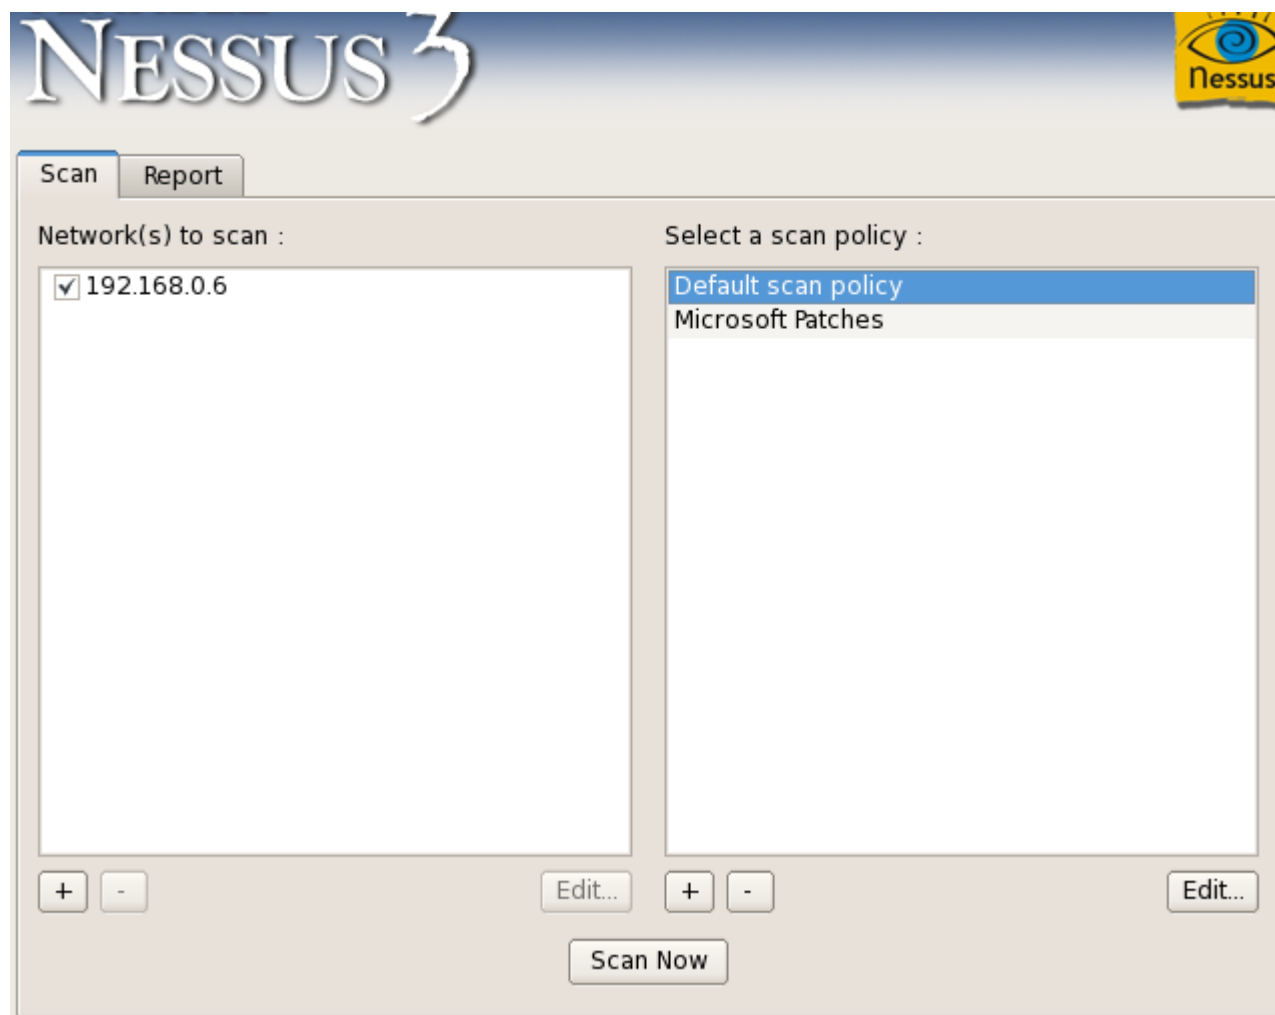 NESSUS 3
nessus
Scan
Report
Network(s) to scan :
Select a scan policy :
192.168.0.6
Default scan policy
Microsoft Patches
+
-
Edit...
+
-
Edit...
Scan Now